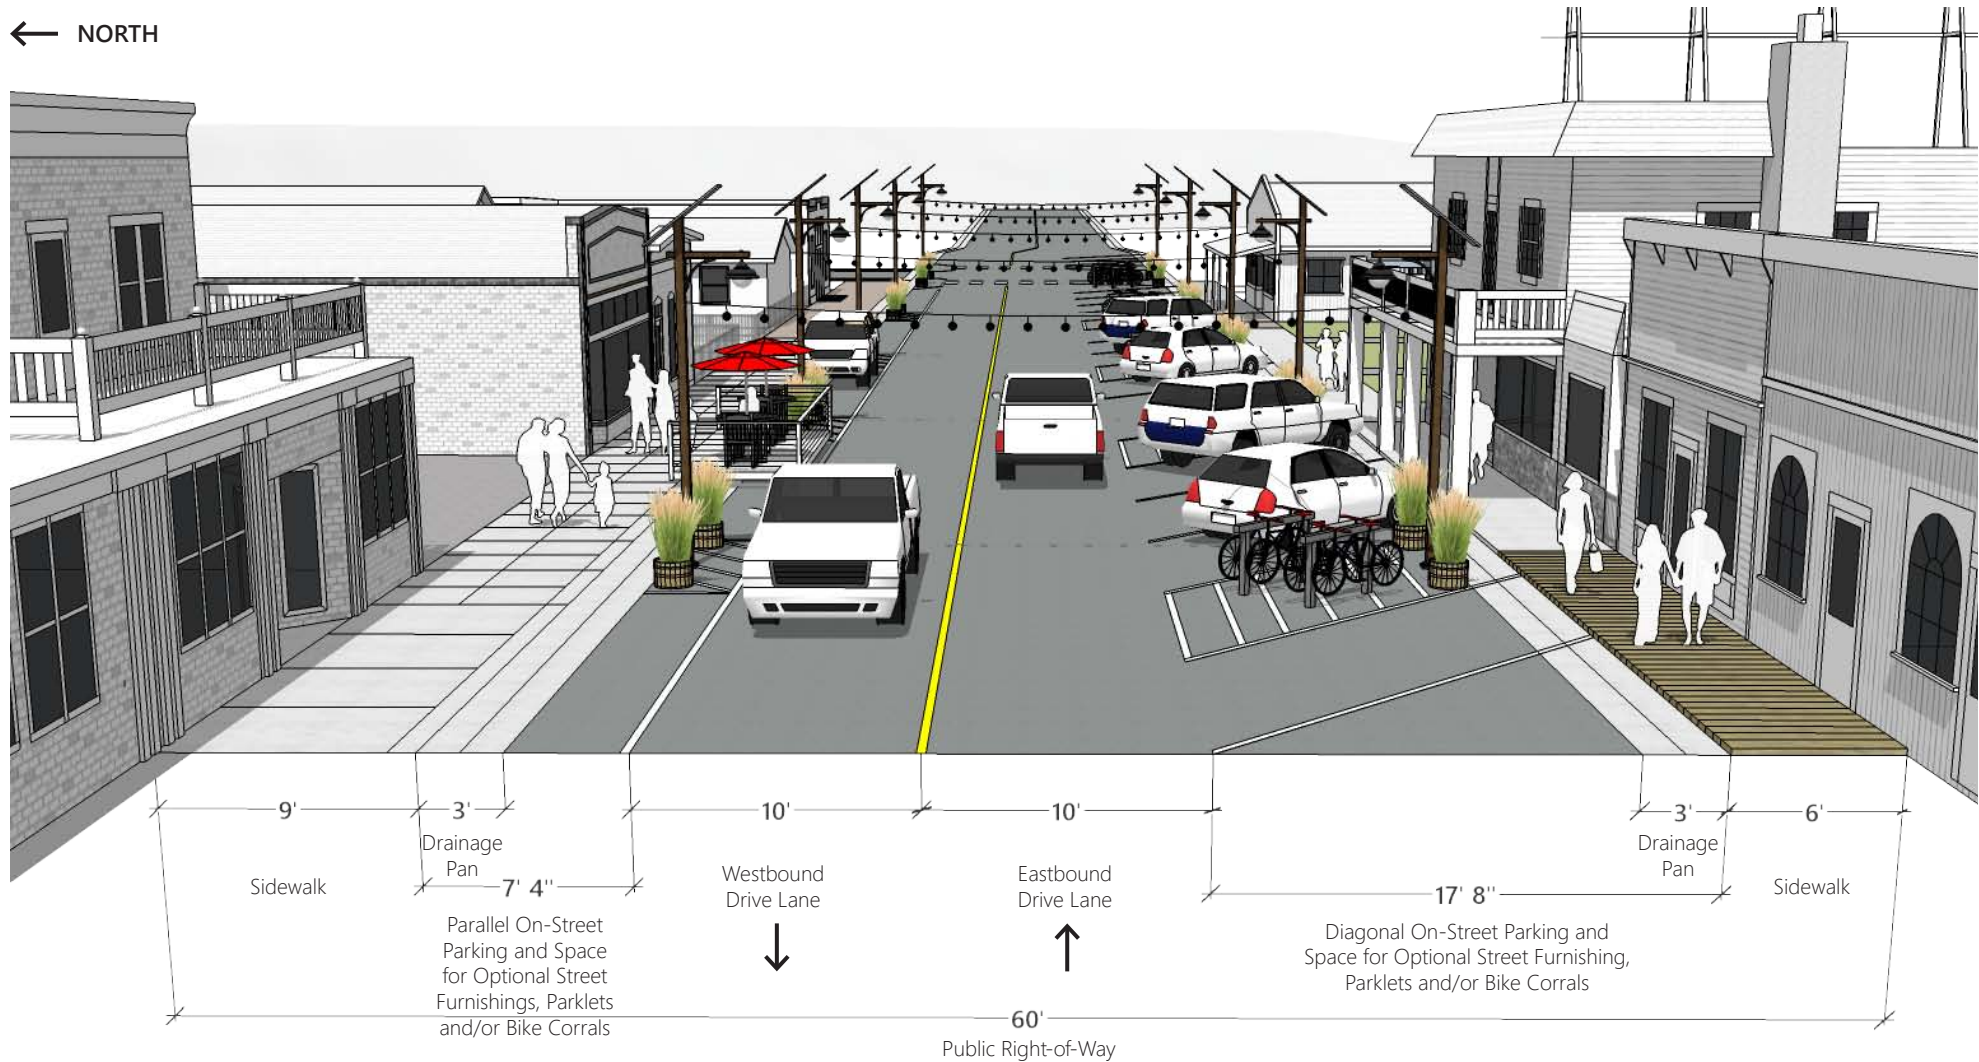 NORTH
9'
3'
10'
10'
3'
6'
Drainage
Pan
Drainage
Pan
Sidewalk
7' 4''
Westbound
Drive Lane
Eastbound
Drive Lane
17' 8''
Sidewalk
Parallel On-Street
Parking and Space
for Optional Street
Furnishings, Parklets
and/or Bike Corrals
Diagonal On-Street Parking and
Space for Optional Street Furnishing,
Parklets and/or Bike Corrals
60'
Public Right-of-Way